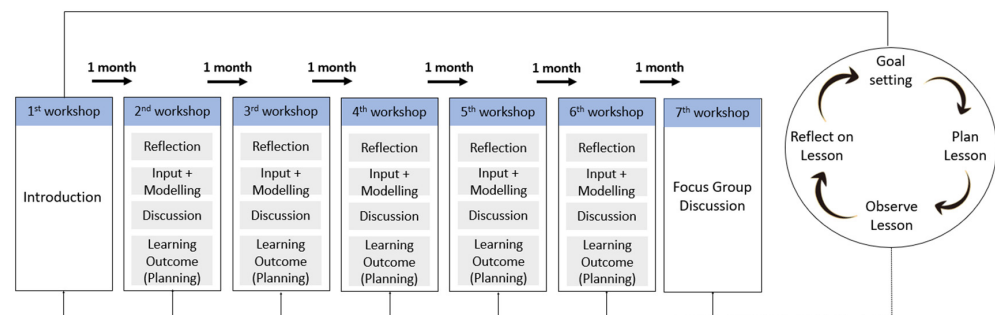 1 month
1 month
1 month
1 month
1 month
1 month
1st workshop
Introduction
2nd workshop
Reflection
Input +
Modelling
Discussion
Learning
Outcome
(Planning)
3rd workshop
Reflection
Input +
Modelling
Discussion
Learning
Outcome
(Planning)
4th workshop
Reflection
Input +
Modelling
Discussion
Learning
Outcome
(Planning)
5th workshop
Reflection
Input +
Modelling
Discussion
Learning
Outcome
(Planning)
6th workshop
Reflection
Input +
Modelling
Discussion
Learning
Outcome
(Planning)
7th workshop
Focus Group
Discussion
Goal
setting
Plan
Lesson
Observe
Lesson
Reflect on
Lesson